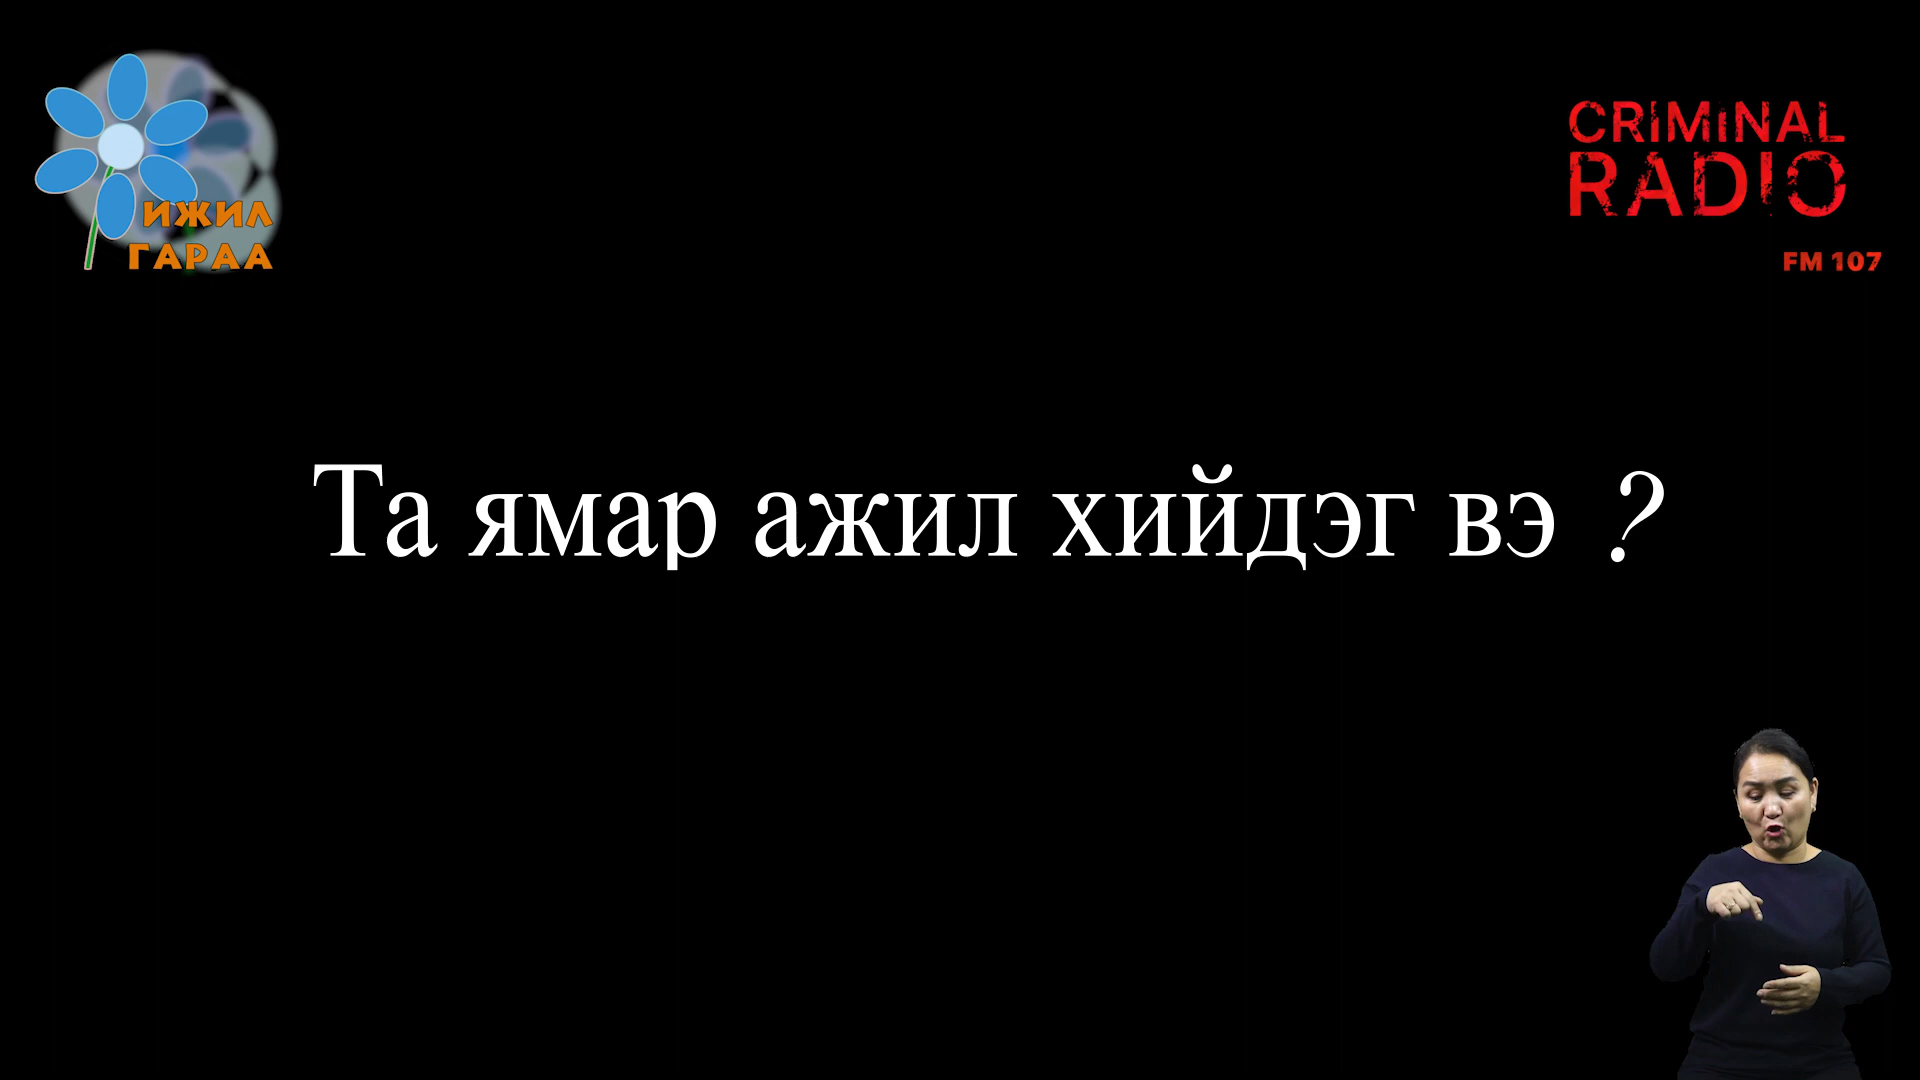 ИЖИЛ
ГАРАА
CRIMINAL
RADIO
FM 107
Та ямар ажил хийдэг вэ ?